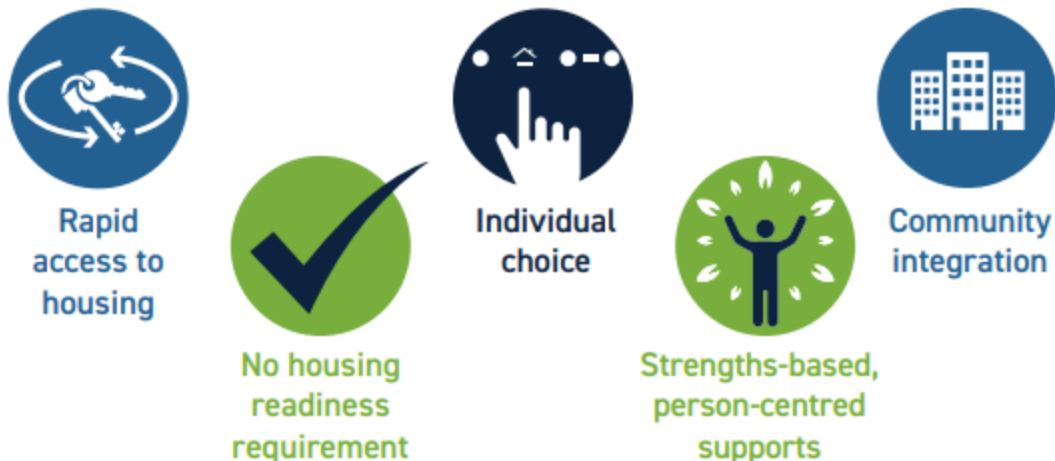 Rapid
access to
housing
No housing
readiness
requirement
Individual
choice
Strengths-based,
person-centred
supports
Community
integration